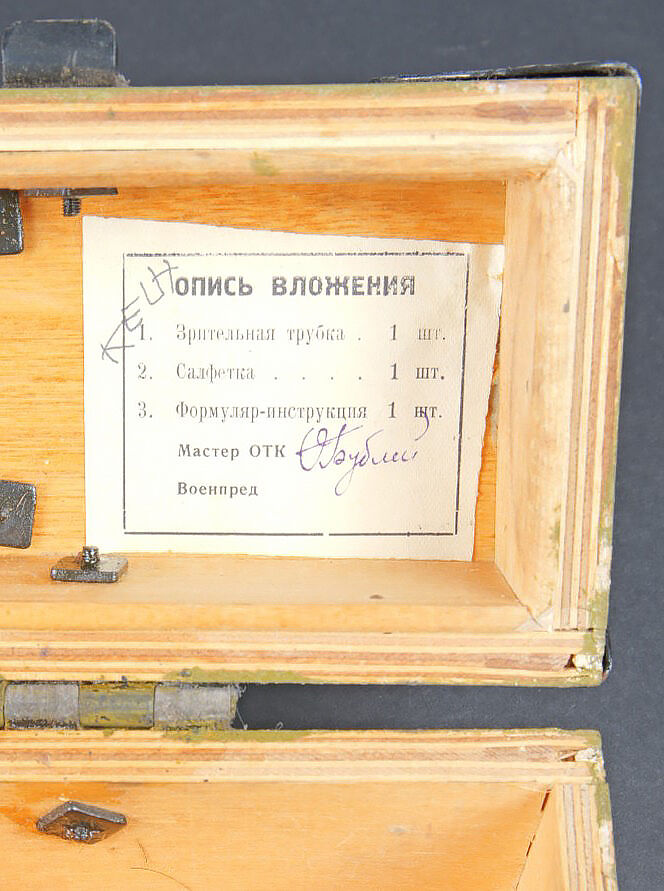 ОПИСЬ ВЛОЖЕНИЯ
1. Зрительная трубка . 1 шт.
2. Салфетка . . . . 1 шт.
3. Формуляр-инструкция 1 шт.
Мастер ОТК
Военпред